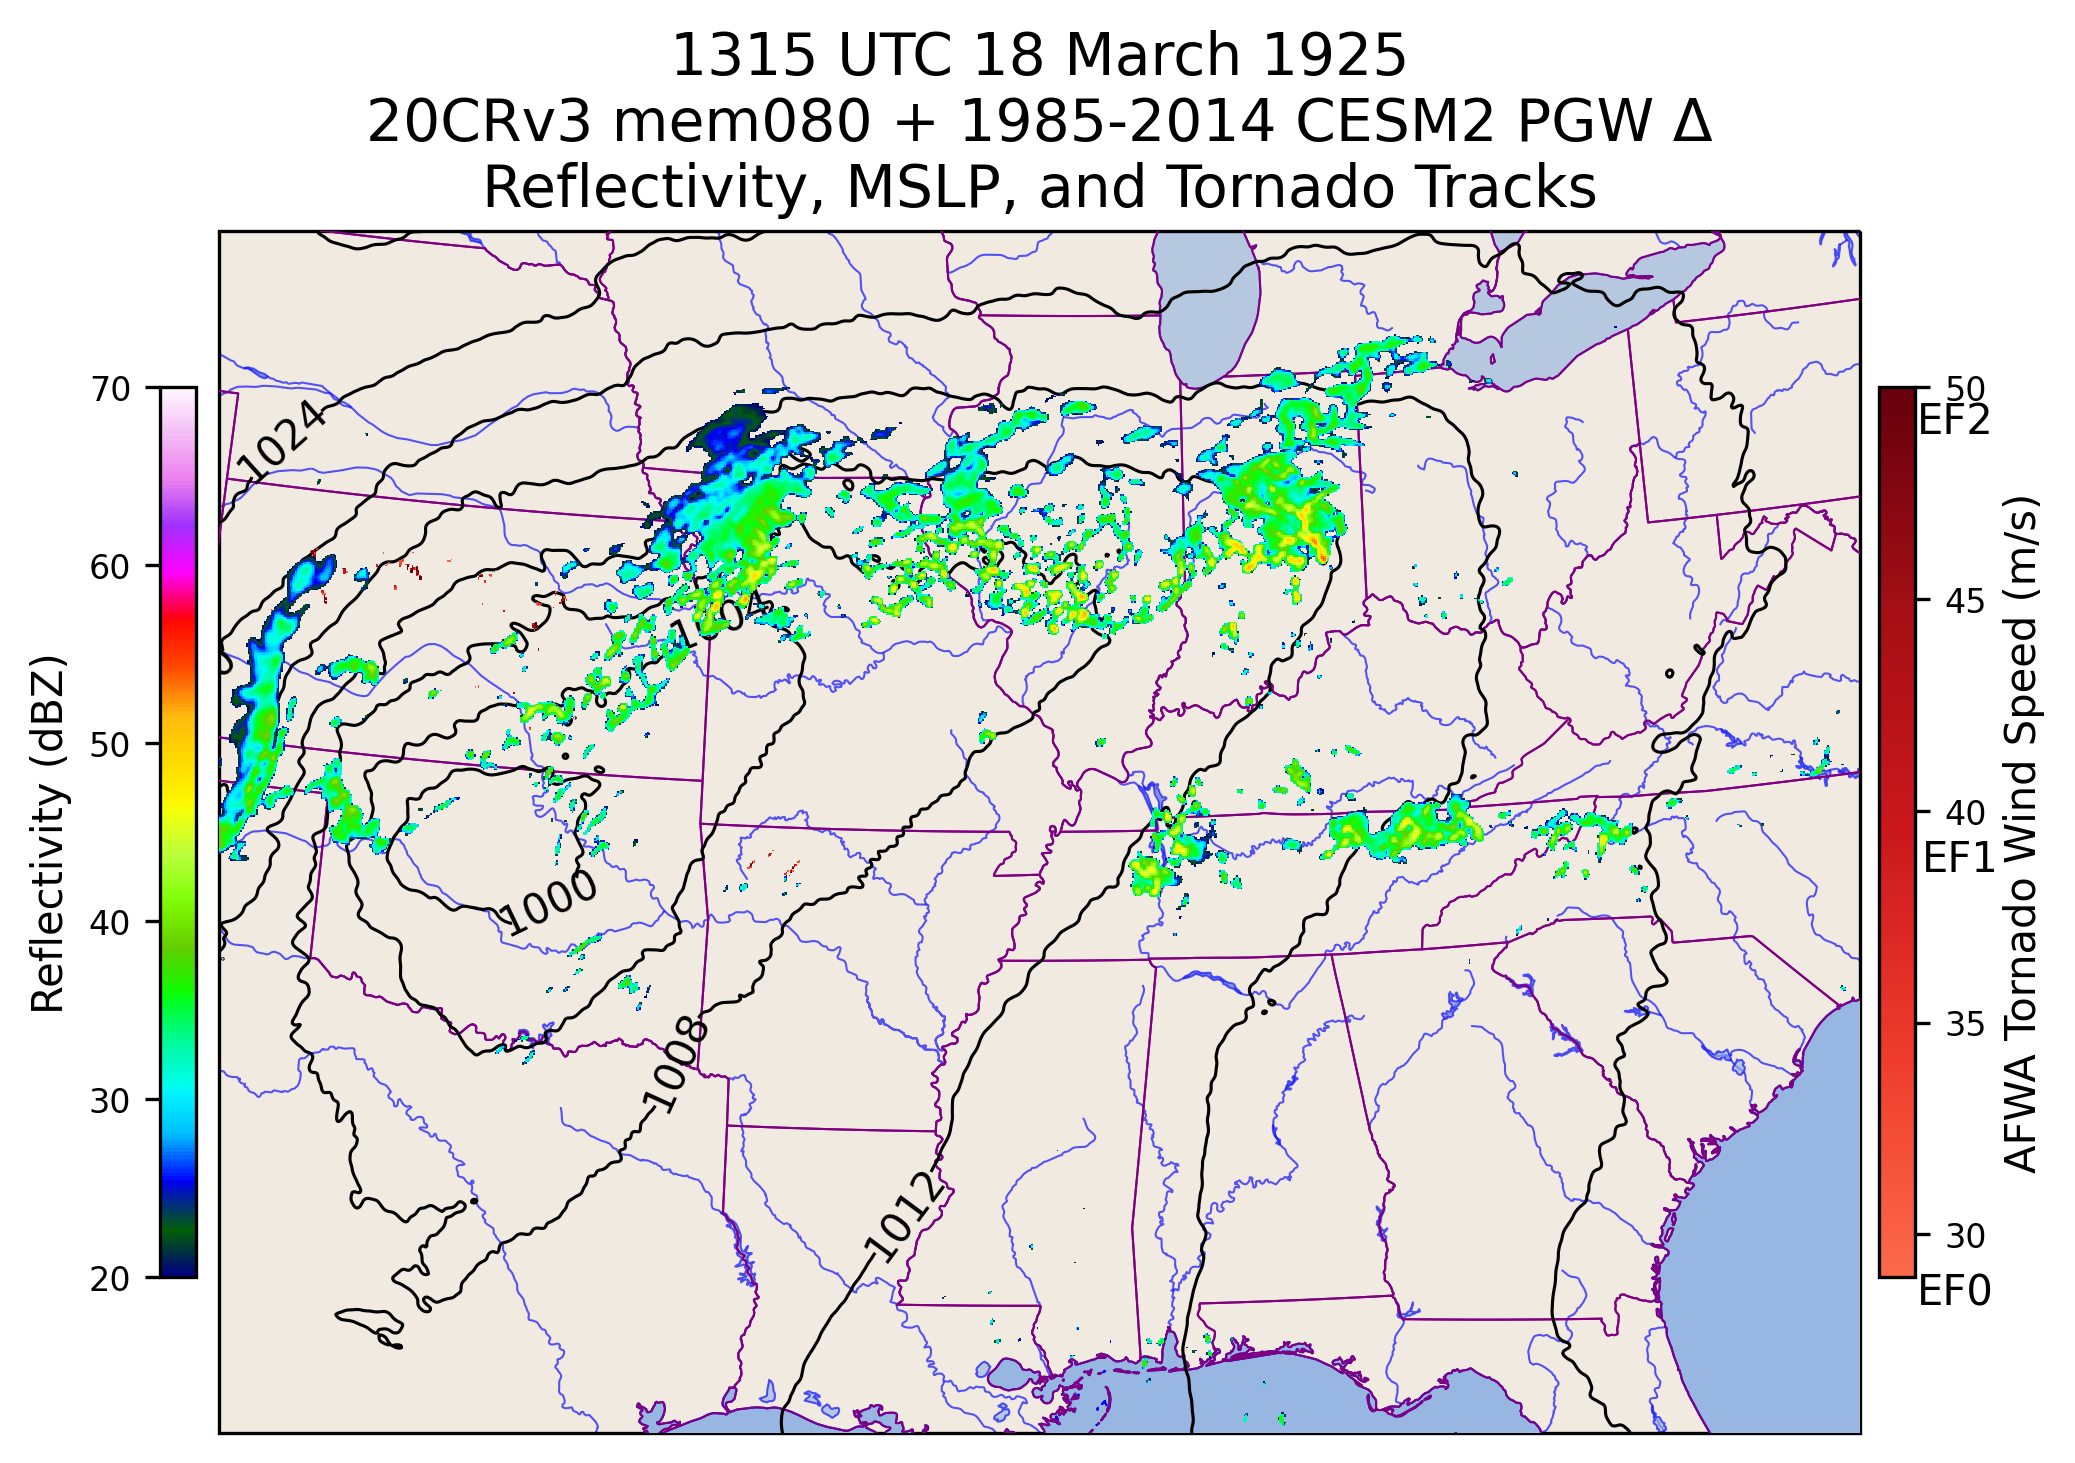 1315 UTC 18 March 1925
20CRv3 mem080 + 1985-2014 CESM2 PGW Δ
Reflectivity, MSLP, and Tornado Tracks
70
60
50
40
30
20
Reflectivity (dBZ)
1024
1004
1000
1008
1012
50
EF2
45
40
EF1
35
30
EF0
AFWA Tornado Wind Speed (m/s)